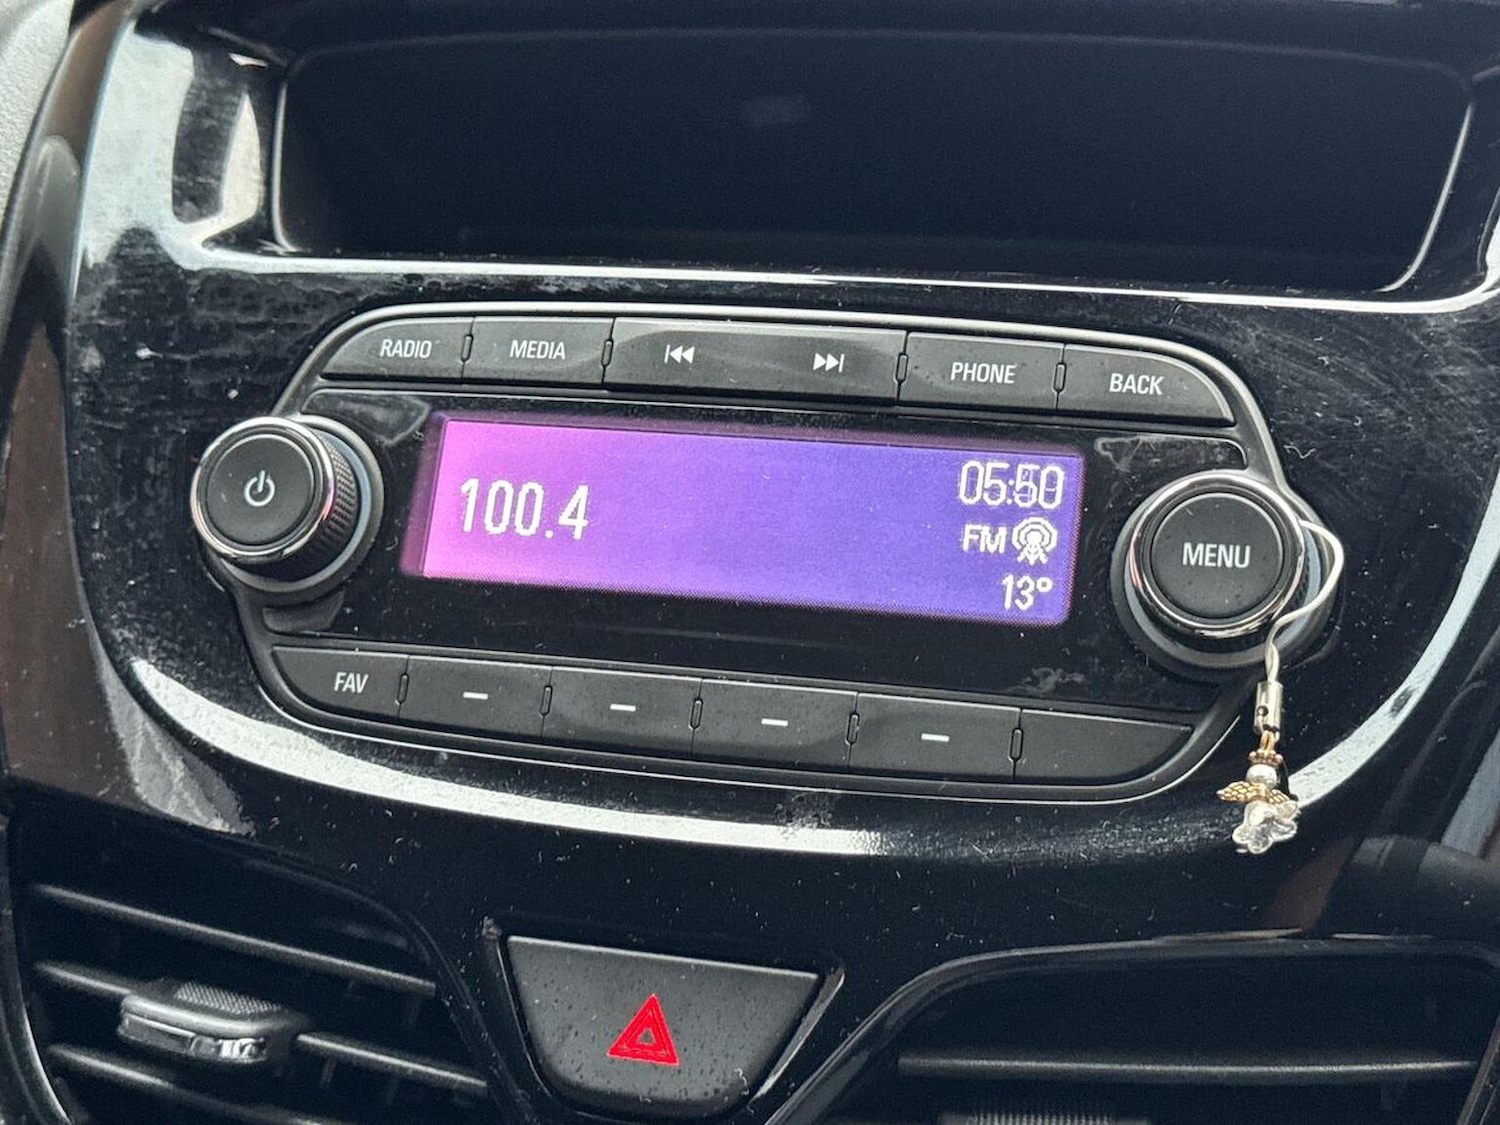 RADIO MEDIA PHONE BACK
100.4
05:50
FM
13°
MENU
FAV